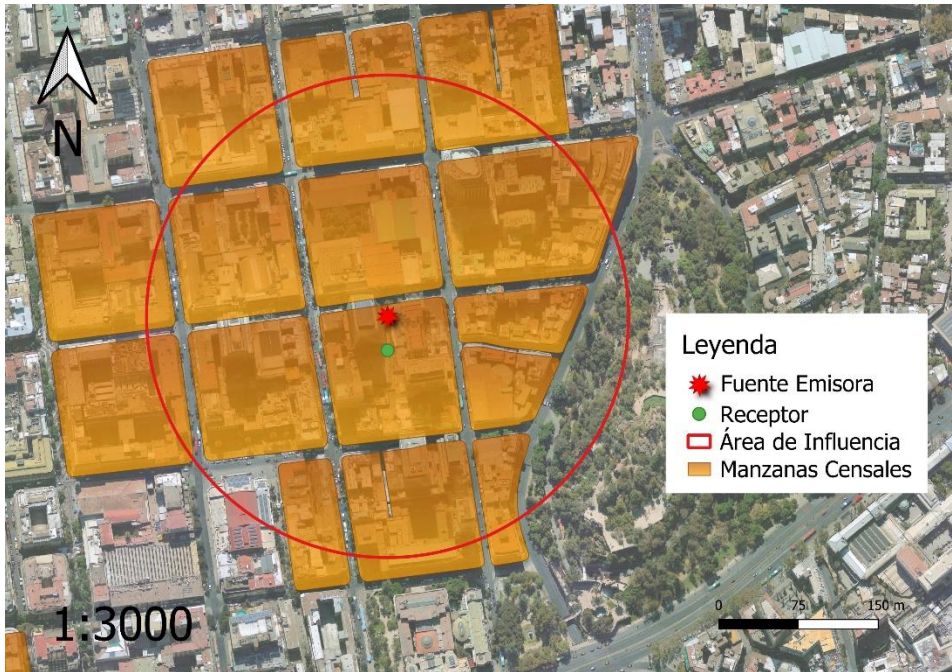 N
Leyenda
Fuente Emisora
Receptor
Área de Influencia
Manzanas Censales
1:3000
0 75 150 m